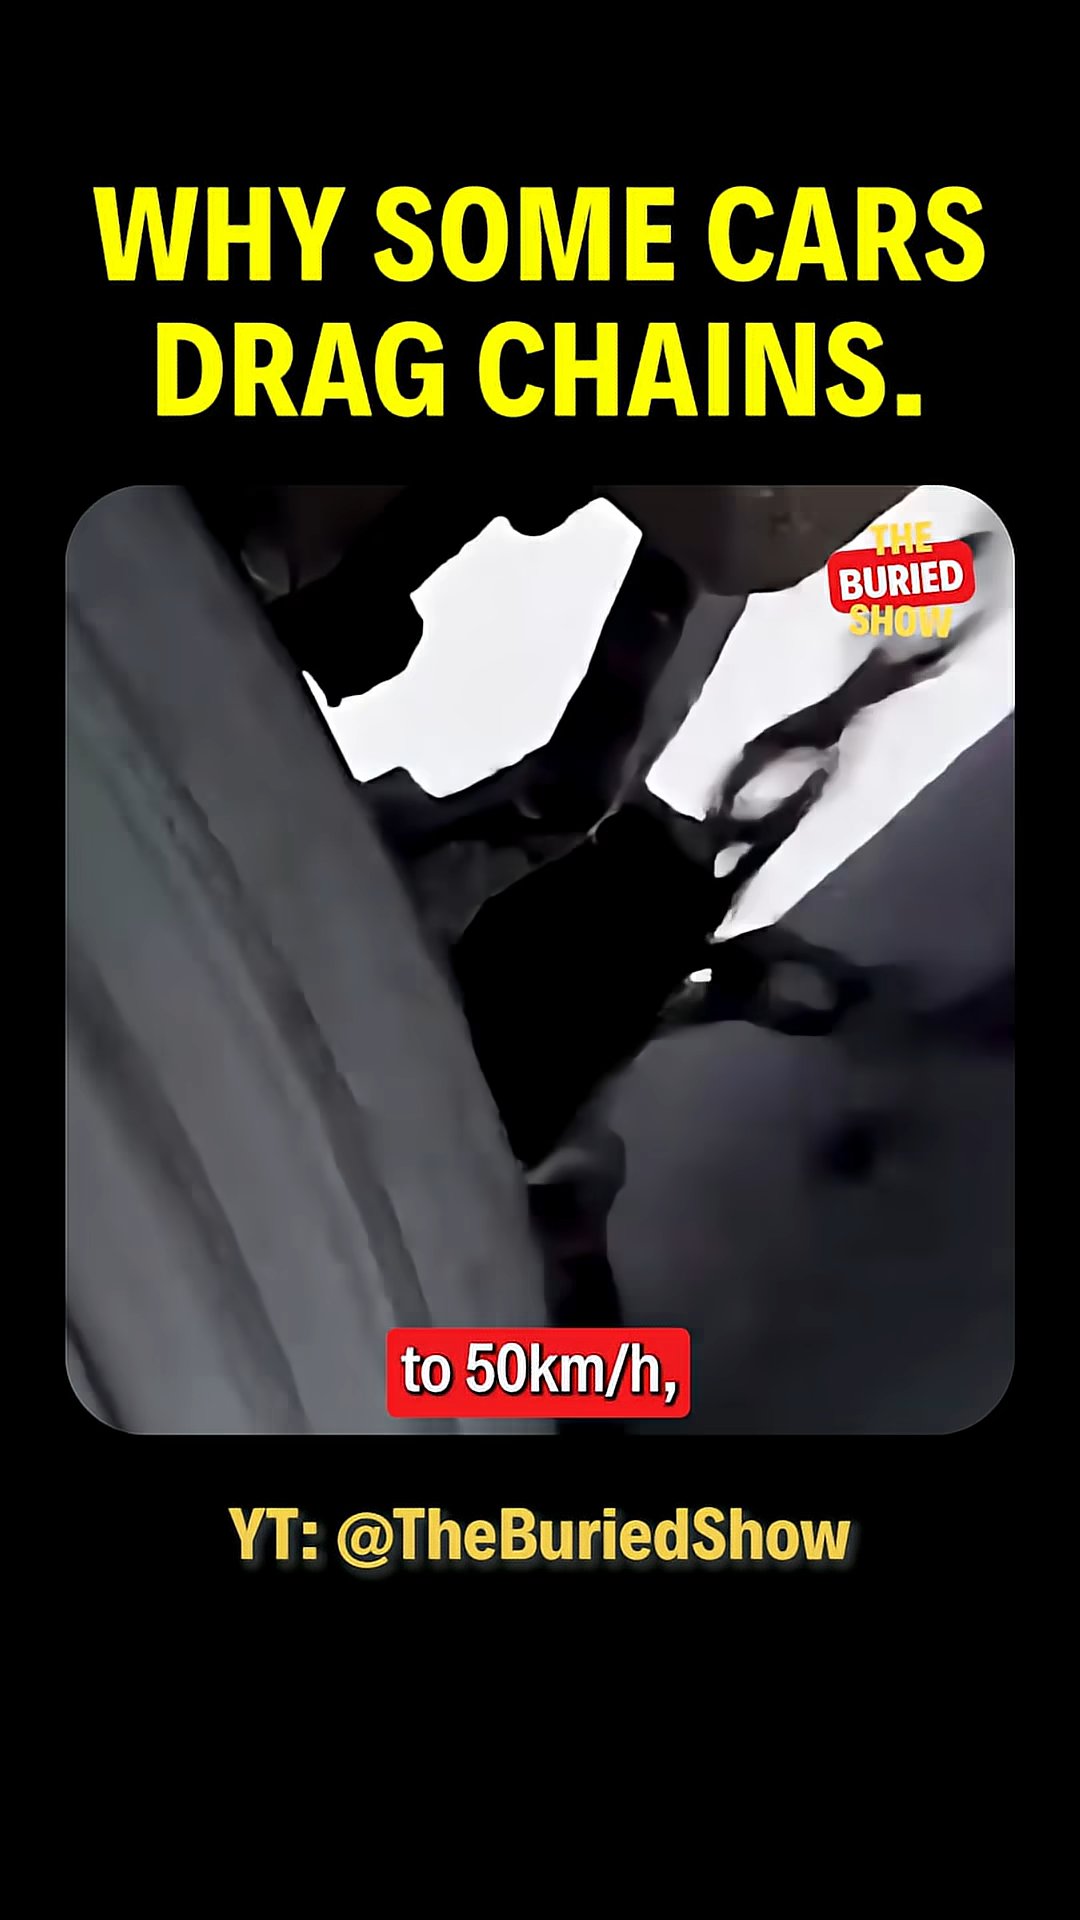 WHY SOME CARS
DRAG CHAINS.
THE
BURIED
SHOW
to 50km/h,
YT: @TheBuriedShow